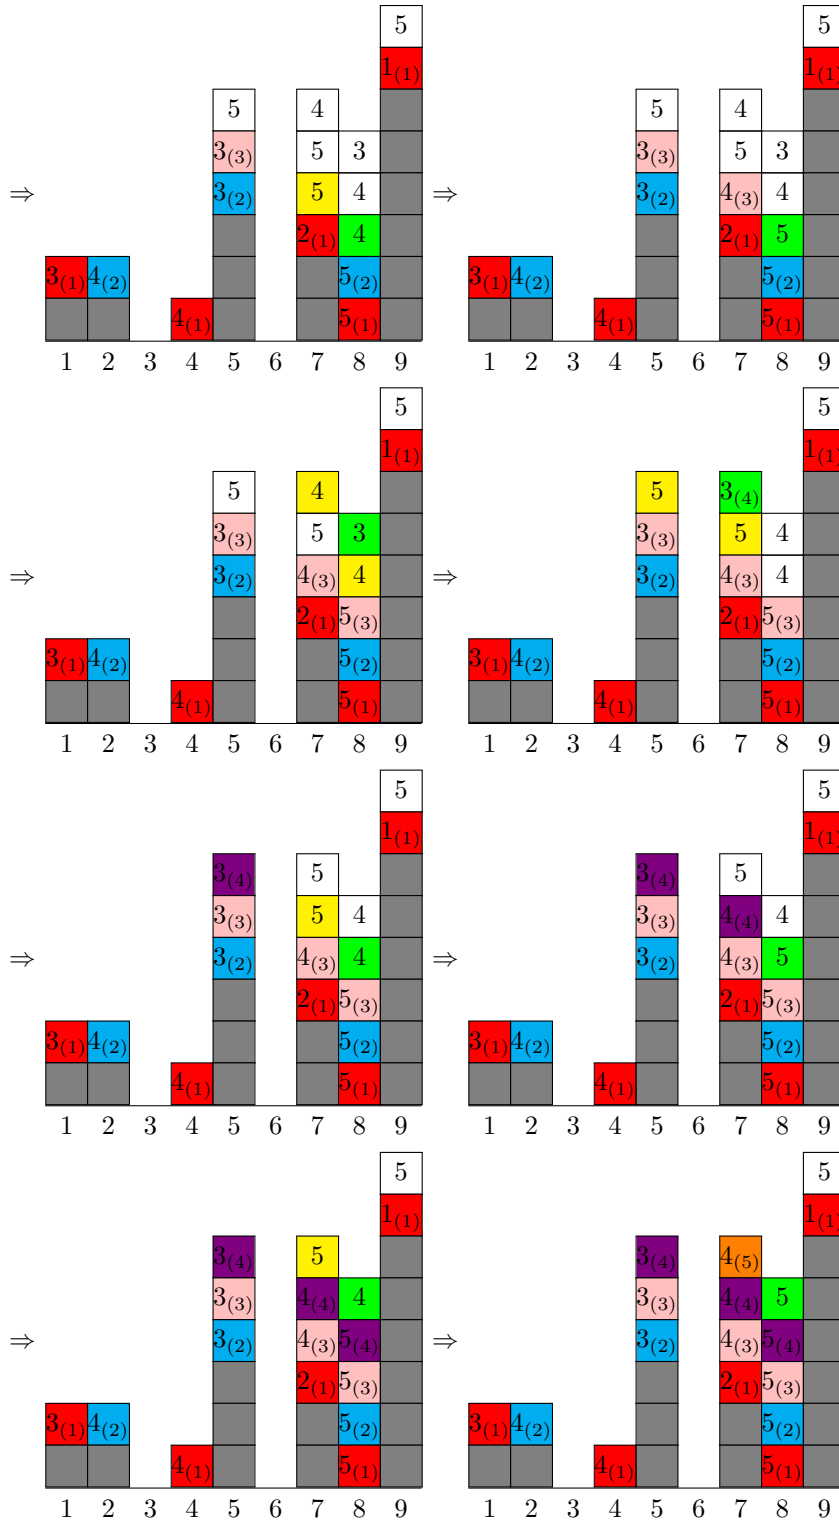 5 5
1(1) 1(1)
5 4 5 4
3(3) 5 3 3(3) 5 3
⇒ 3(2) 5 4 ⇒ 3(2) 4(3) 4
2(1) 4 2(1) 5
3(1) 4(2) 5(2) 3(1) 4(2) 5(2)
4(1) 5(1) 4(1) 5(1)
1 2 3 4 5 6 7 8 9 1 2 3 4 5 6 7 8 9
5 5
1(1) 1(1)
5 4 5 3(4)
3(3) 5 3 3(3) 5 4
⇒ 3(2) 4(3) 4 ⇒ 3(2) 4(3) 4
2(1) 5(3) 2(1) 5(3)
3(1) 4(2) 5(2) 3(1) 4(2) 5(2)
4(1) 5(1) 4(1) 5(1)
1 2 3 4 5 6 7 8 9 1 2 3 4 5 6 7 8 9
5 5
1(1) 1(1)
3(4) 5 3(4) 5
3(3) 5 4 3(3) 4(4) 4
⇒ 3(2) 4(3) 4 ⇒ 3(2) 4(3) 5
2(1) 5(3) 2(1) 5(3)
3(1) 4(2) 5(2) 3(1) 4(2) 5(2)
4(1) 5(1) 4(1) 5(1)
1 2 3 4 5 6 7 8 9 1 2 3 4 5 6 7 8 9
5 5
1(1) 1(1)
3(4) 5 3(4) 4(5)
3(3) 4(4) 4 3(3) 4(4) 5
⇒ 3(2) 4(3) 5(4) ⇒ 3(2) 4(3) 5(4)
2(1) 5(3) 2(1) 5(3)
3(1) 4(2) 5(2) 3(1) 4(2) 5(2)
4(1) 5(1) 4(1) 5(1)
1 2 3 4 5 6 7 8 9 1 2 3 4 5 6 7 8 9